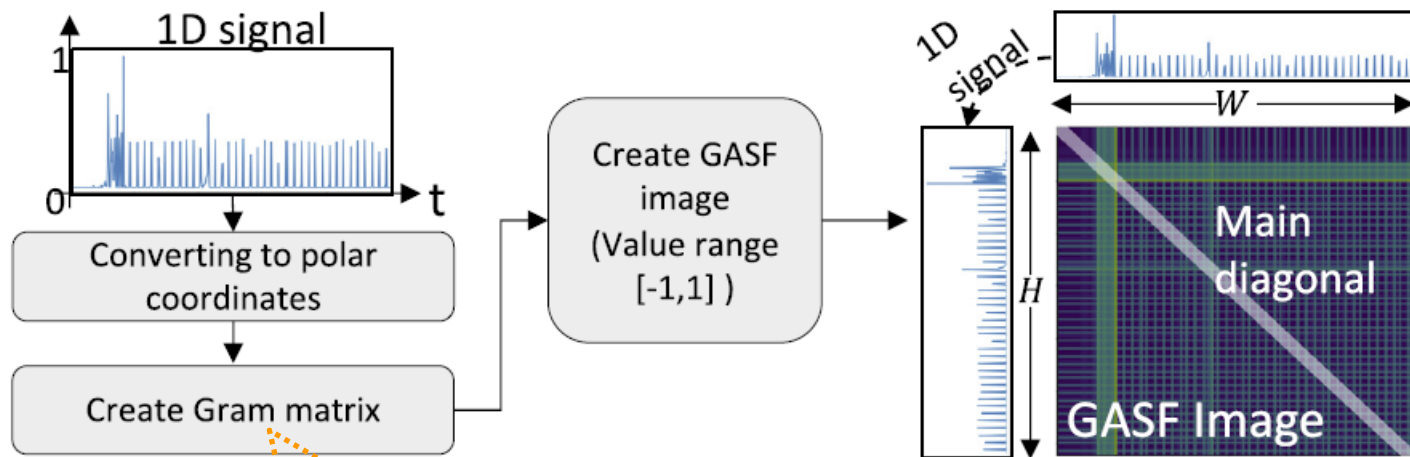 1D signal
1
0
t
Converting to polar
coordinates
Create Gram matrix
Create GASF
image
(Value range
[-1,1] )
1D
signal
W
H
Main
diagonal
GASF Image